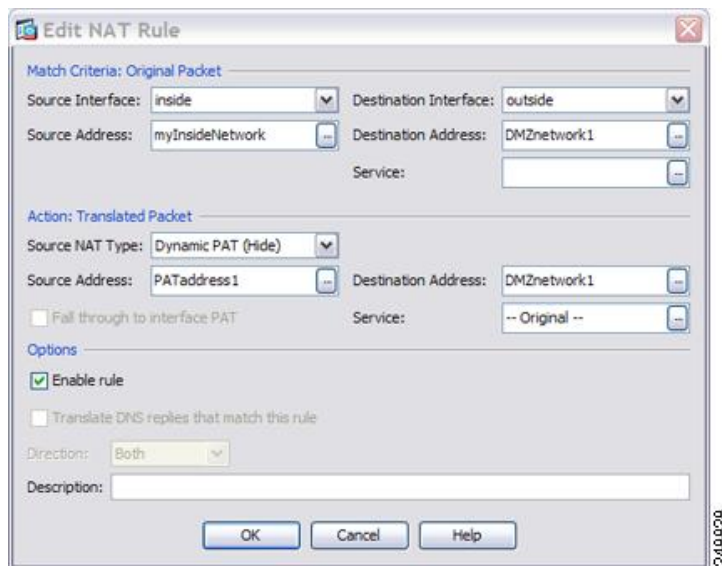 Edit NAT Rule
Match Criteria: Original Packet
Source Interface: inside Destination Interface: outside
Source Address: myInsideNetwork ... Destination Address: DMZnetwork1 ...
Service: ...
Action: Translated Packet
Source NAT Type: Dynamic PAT (Hide)
Source Address: PATaddress1 ... Destination Address: DMZnetwork1 ...
Fall through to interface PAT Service: -- Original -- ...
Options
Enable rule
Translate DNS replies that match this rule
Direction: Both
Description:
OK Cancel Help
248829